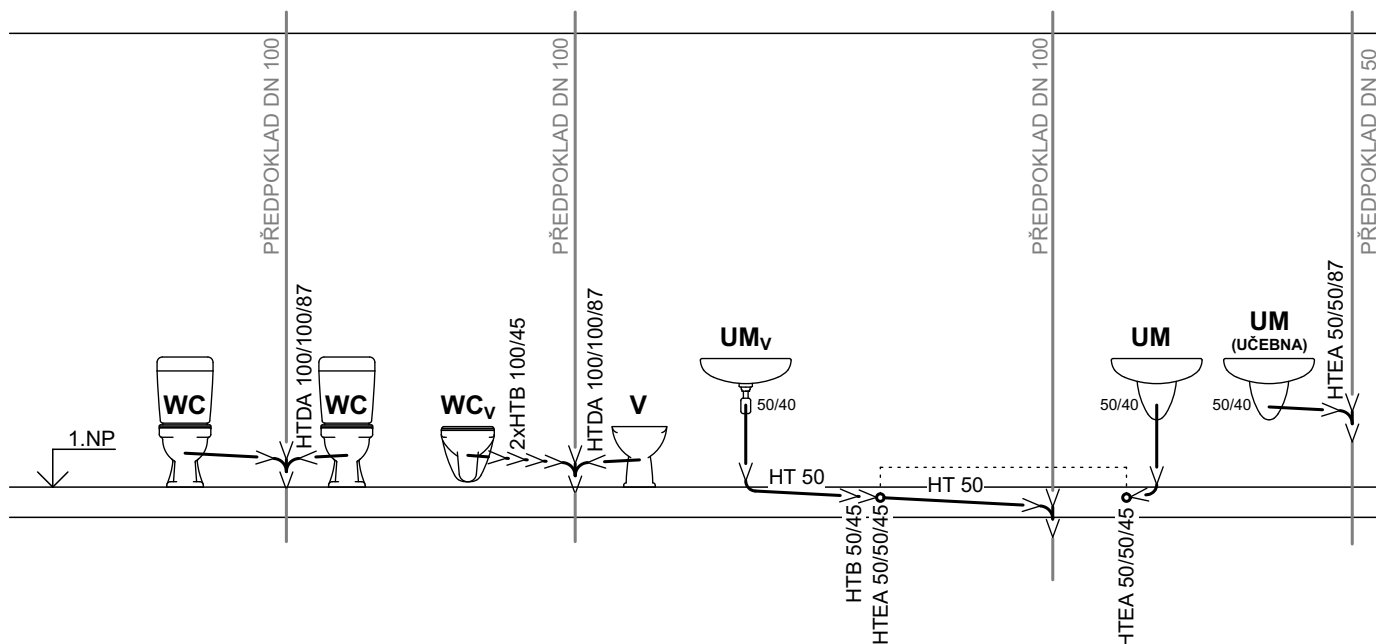 PŘEDPOKLAD DN 100
PŘEDPOKLAD DN 100
PŘEDPOKLAD DN 100
PŘEDPOKLAD DN 50
HTDA 100/100/87
2xHTB 100/45
HTDA 100/100/87
HTEA 50/50/87
WC
WC
WCV
V
UMV
UM
UM
(UČEBNA)
50/40
50/40
50/40
1.NP
HT 50
HT 50
HTB 50/45
HTEA 50/50/45
HTEA 50/50/45